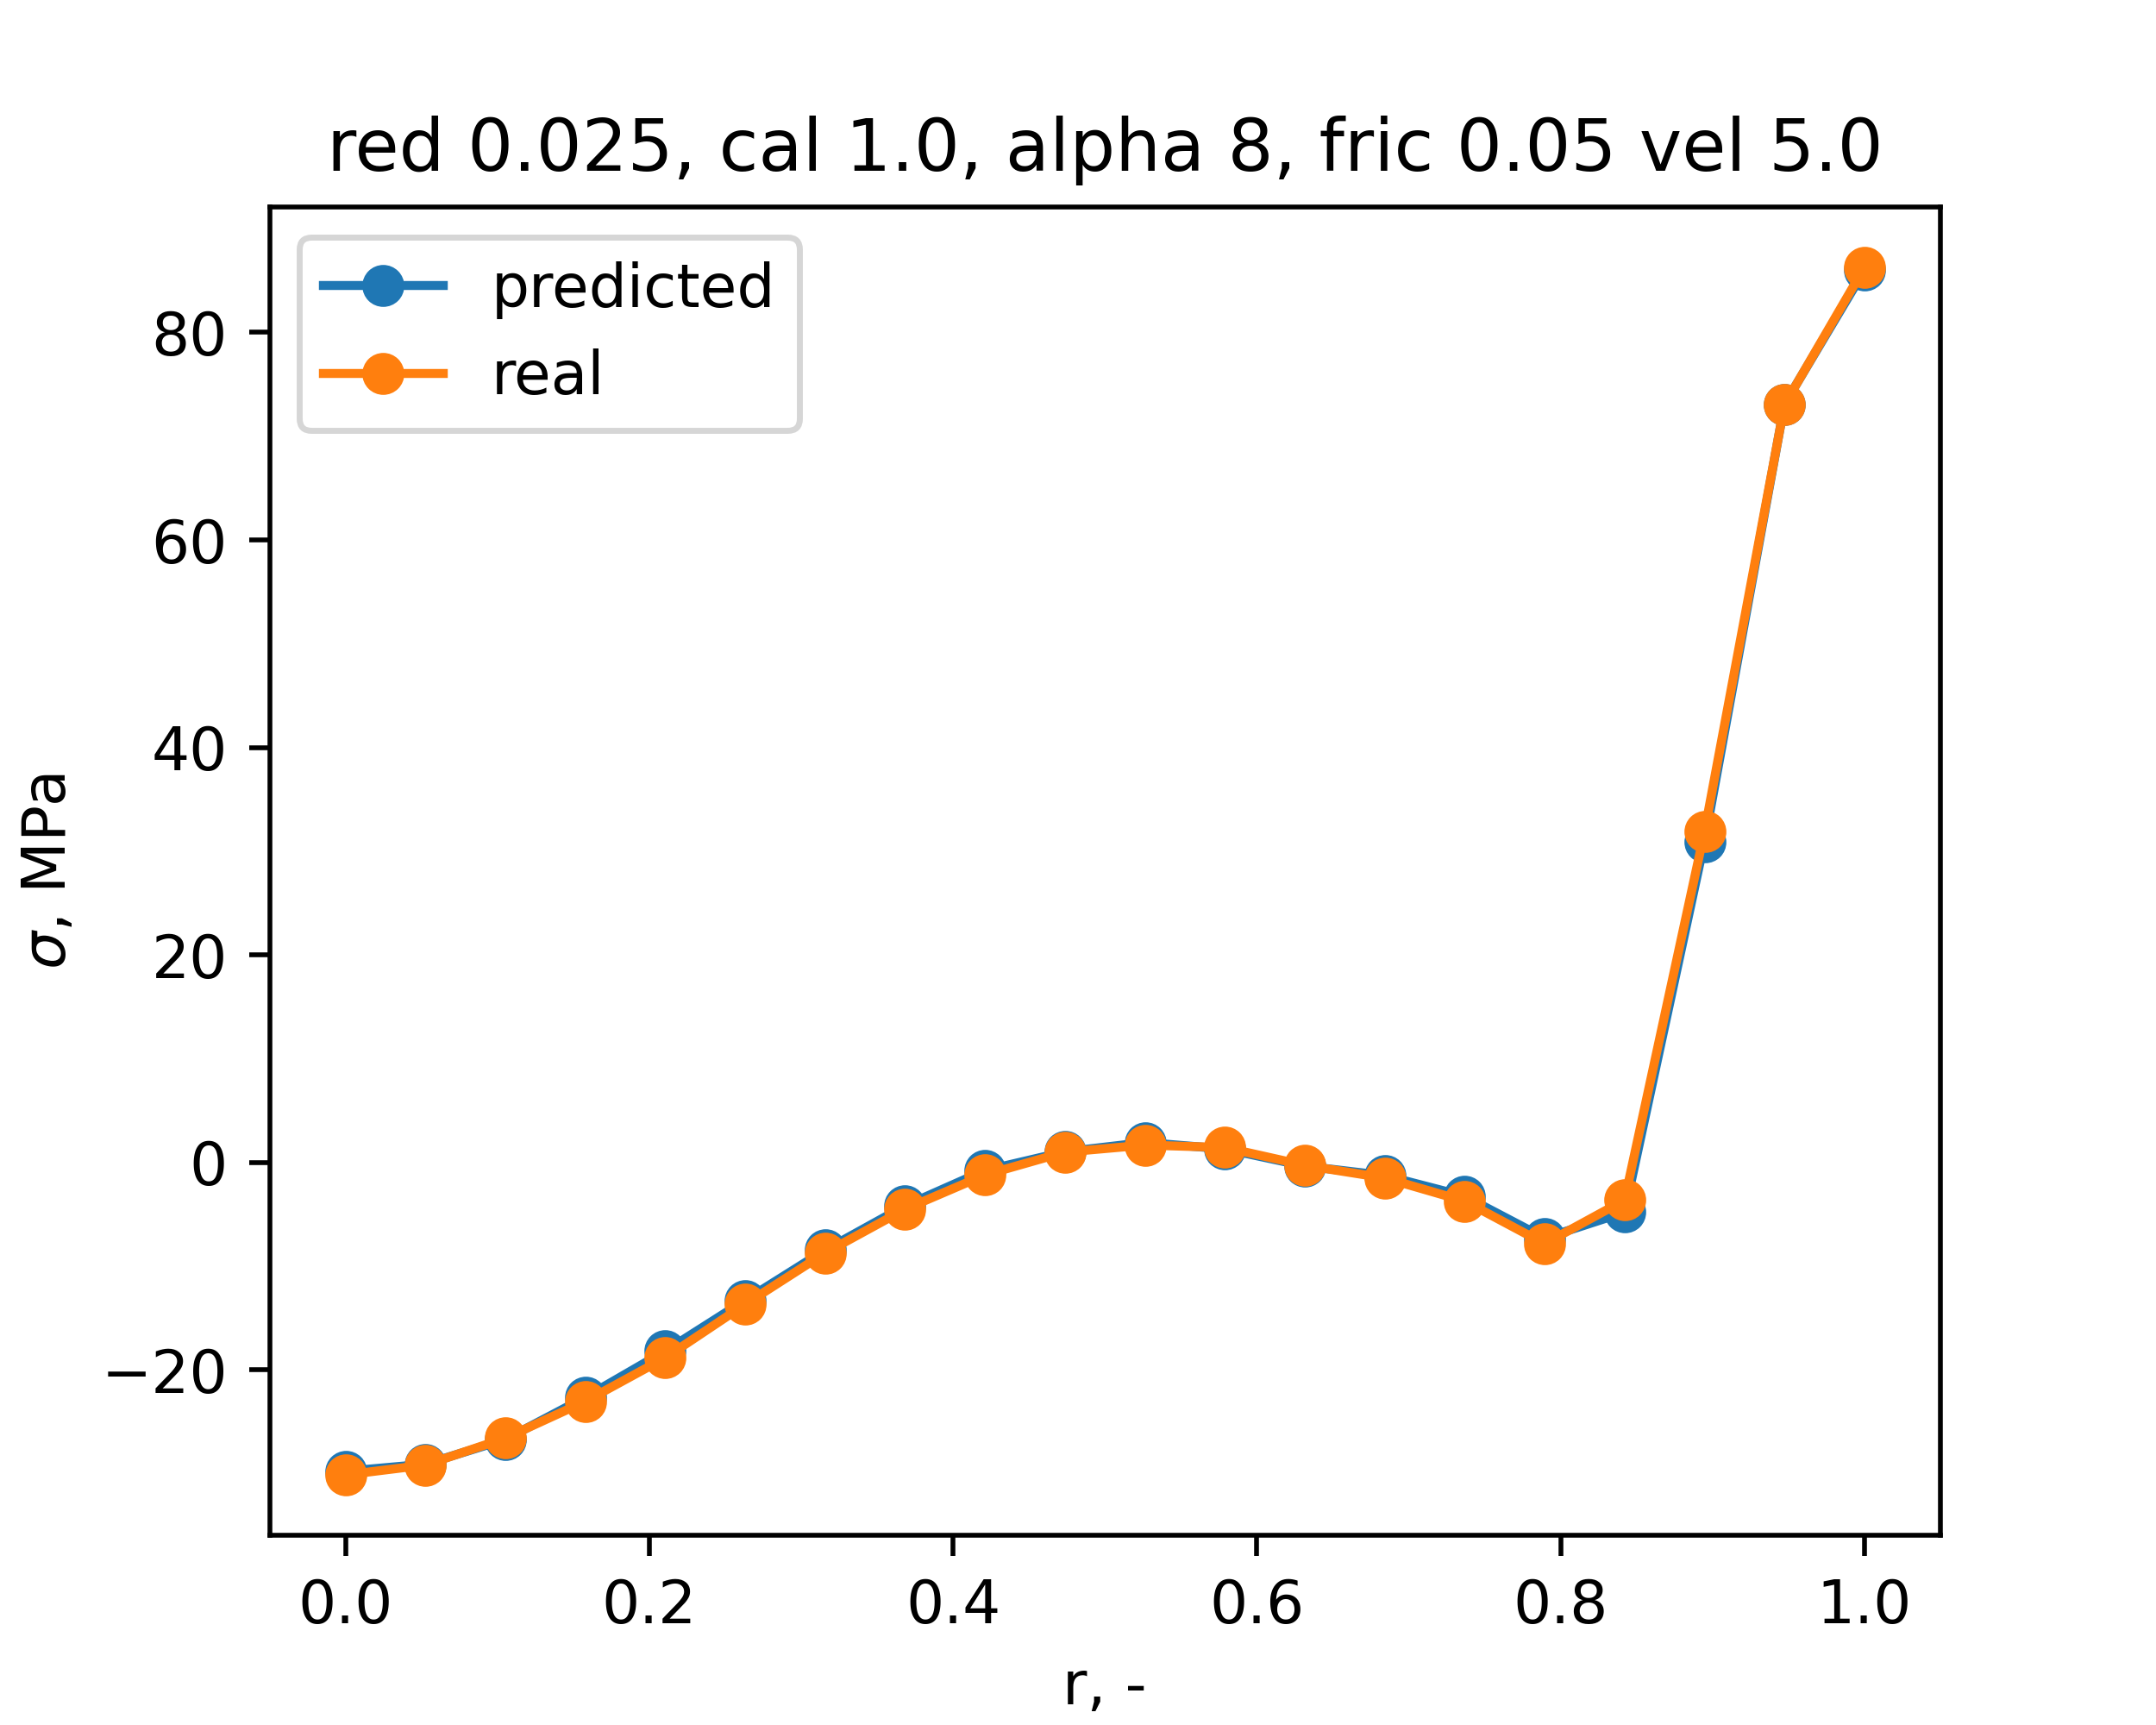 red 0.025, cal 1.0, alpha 8, fric 0.05 vel 5.0
predicted
real
80
60
40
20
0
−20
σ, MPa
0.0 0.2 0.4 0.6 0.8 1.0
r, -